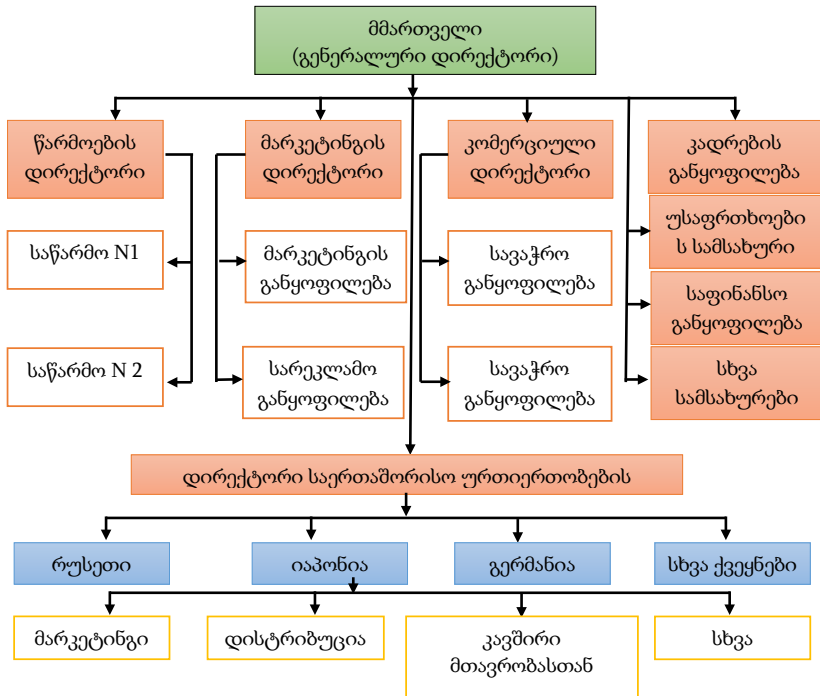 მმართველი
(გენერალური დირექტორი)
წარმოების
დირექტორი
მარკეტინგის
დირექტორი
კომერციული
დირექტორი
კადრების
განყოფილება
უსაფრთხოები
ს სამსახური
საწარმო N1
მარკეტინგის
განყოფილება
სავაჭრო
განყოფილება
საფინანსო
განყოფილება
საწარმო N 2
სარეკლამო
განყოფილება
სავაჭრო
განყოფილება
სხვა
სამსახურები
დირექტორი საერთაშორისო ურთიერთობების
რუსეთი
იაპონია
გერმანია
სხვა ქვეყნები
მარკეტინგი
დისტრიბუცია
კავშირი
მთავრობასთან
სხვა